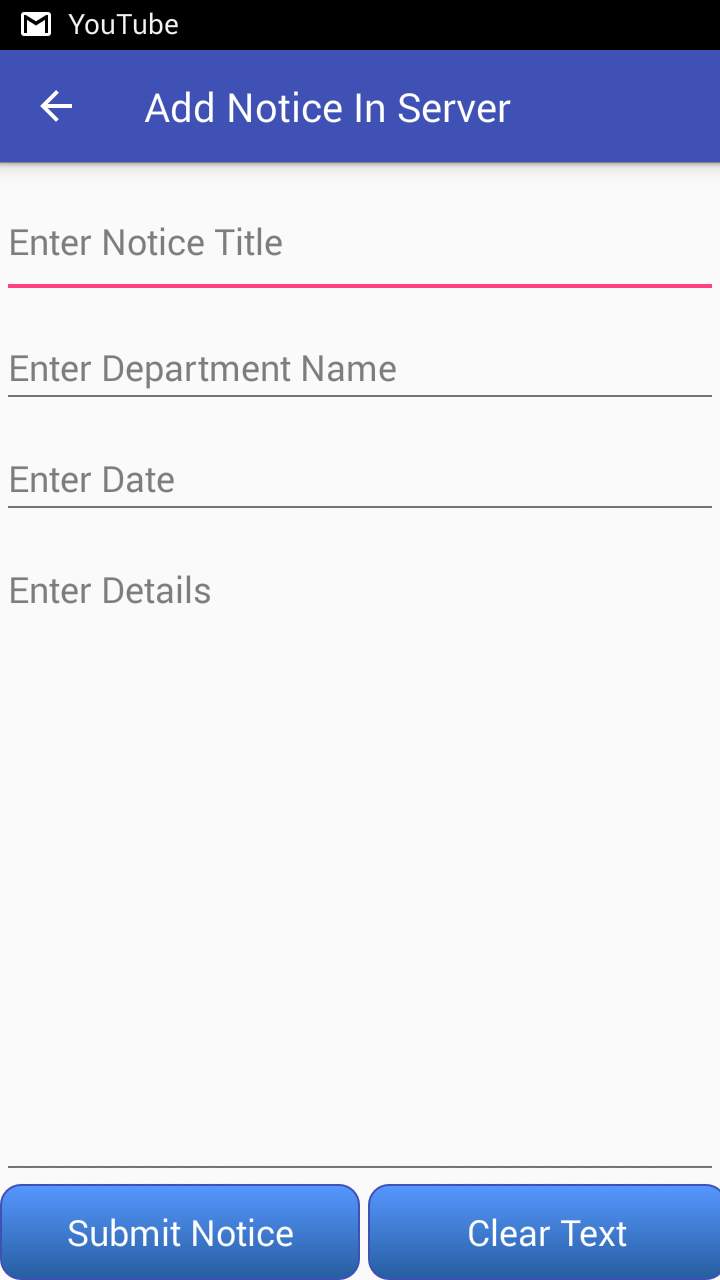 YouTube
Add Notice In Server
Enter Notice Title
Enter Department Name
Enter Date
Enter Details
Submit Notice
Clear Text